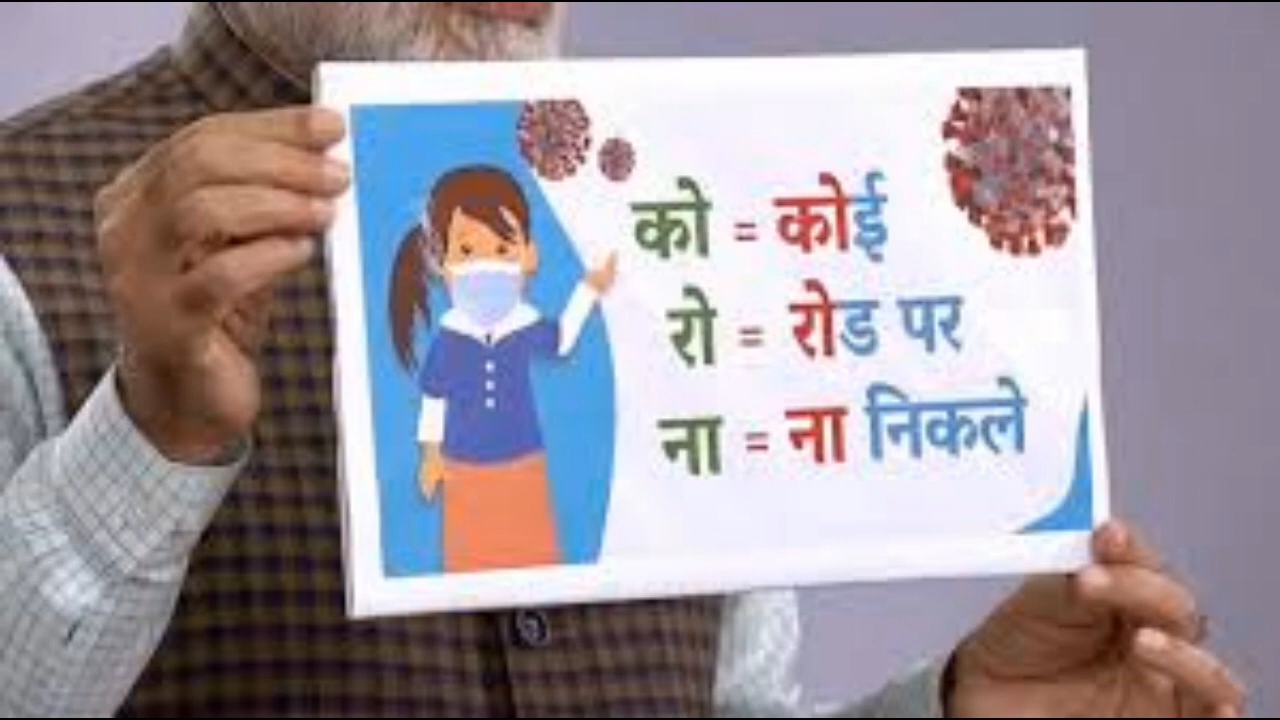 को = कोई
रो = रोड पर
ना = ना निकले